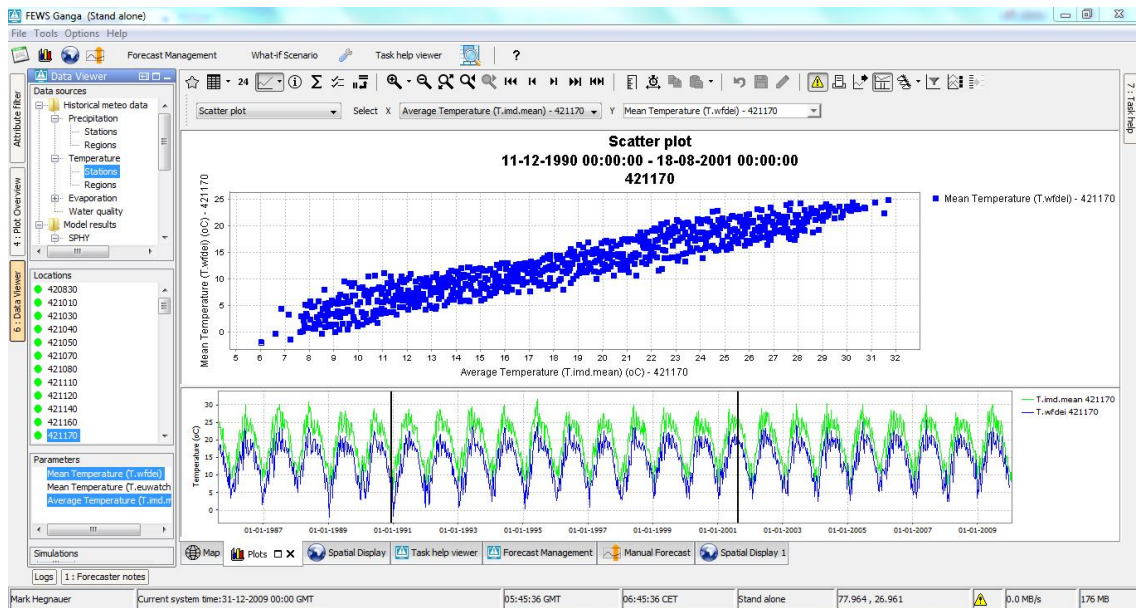 FEWS Ganga (Stand alone)
File Tools Options Help
Forecast Management What-if Scenario Task help viewer ?
Attribute filter
4 : Plot Overview
6 : Data Viewer
Data Viewer
Data sources
Historical meteo data
Precipitation
Stations
Regions
Temperature
Stations
Regions
Evaporation
Water quality
Model results
SPHY
Locations
420830
421010
421030
421040
421050
421070
421080
421110
421120
421140
421160
421170
Parameters
Mean Temperature (T.wfdei)
Mean Temperature (T.euwatch
Average Temperature (T.imd.m
Simulations
24
Scatter plot Select X Average Temperature (T.imd.mean) - 421170 Y Mean Temperature (T.wfdei) - 421170
7 : Task help
Scatter plot
11-12-1990 00:00:00 - 18-08-2001 00:00:00
421170
Mean Temperature (T.wfdei) (oC) - 421170
25
20
15
10
5
0
Mean Temperature (T.wfdei) - 421170
5 6 7 8 9 10 11 12 13 14 15 16 17 18 19 20 21 22 23 24 25 26 27 28 29 30 31 32
Average Temperature (T.imd.mean) (oC) - 421170
Temperature (oC)
30
25
20
15
10
5
0
T.imd.mean 421170
T.wfdei 421170
01-01-1987 01-01-1989 01-01-1991 01-01-1993 01-01-1995 01-01-1997 01-01-1999 01-01-2001 01-01-2003 01-01-2005 01-01-2007 01-01-2009
Map Plots Spatial Display Task help viewer Forecast Management Manual Forecast Spatial Display 1
Logs 1 : Forecaster notes
Mark Hegnauer Current system time:31-12-2009 00:00 GMT 05:45:36 GMT 06:45:36 CET Stand alone 77.964 , 26.961 0.0 MB/s 176 MB